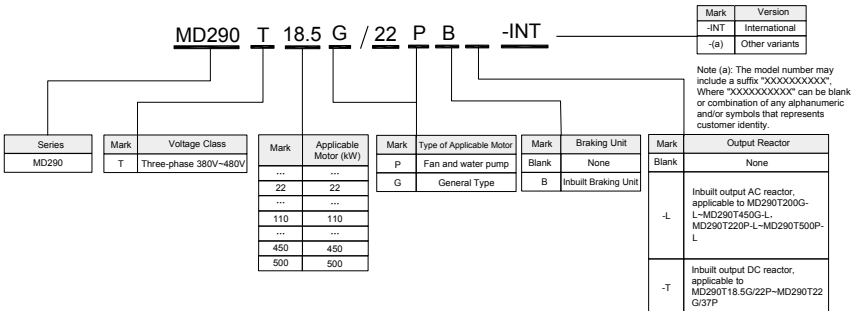 MD290 T 18.5 G / 22 P B -INT
Mark Version
-INT International
-(a) Other variants
Note (a): The model number may
include a suffix "XXXXXXXXXX",
Where "XXXXXXXXXX" can be blank
or combination of any alphanumeric
and/or symbols that represents
customer identity.
Series
MD290
Mark Voltage Class
T Three-phase 380V~480V
Mark Applicable
Motor (kW)
... ...
22 22
... ...
110 110
... ...
450 450
500 500
Mark Type of Applicable Motor
P Fan and water pump
G General Type
Mark Braking Unit
Blank None
B Inbuilt Braking Unit
Mark Output Reactor
Blank None
-L
Inbuilt output AC reactor,
applicable to MD290T200G-
L~MD290T450G-L,
MD290T220P-L~MD290T500P-
L
-T
Inbuilt output DC reactor,
applicable to
MD290T18.5G/22P~MD290T22
G/37P